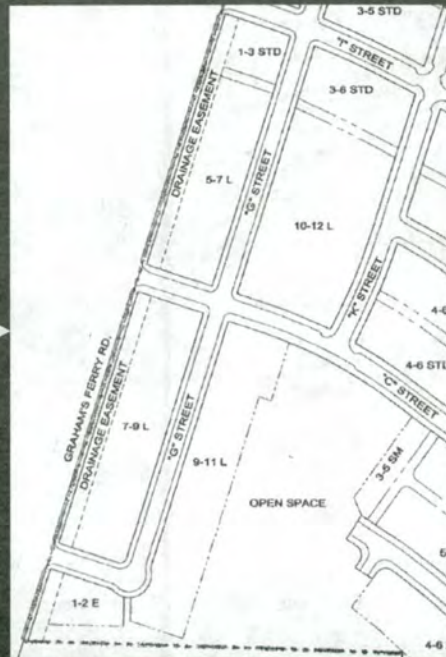 3-5 STD
1-3 STD
"I" STREET
3-6 STD
DRAINAGE EASEMENT
5-7 L
"G" STREET
10-12 L
"K" STREET
4-6 STD
"C" STREET
GRAHAM'S FERRY RD.
DRAINAGE EASEMENT
7-9 L
"G" STREET
9-11 L
3-5 SM
OPEN SPACE
1-2 E